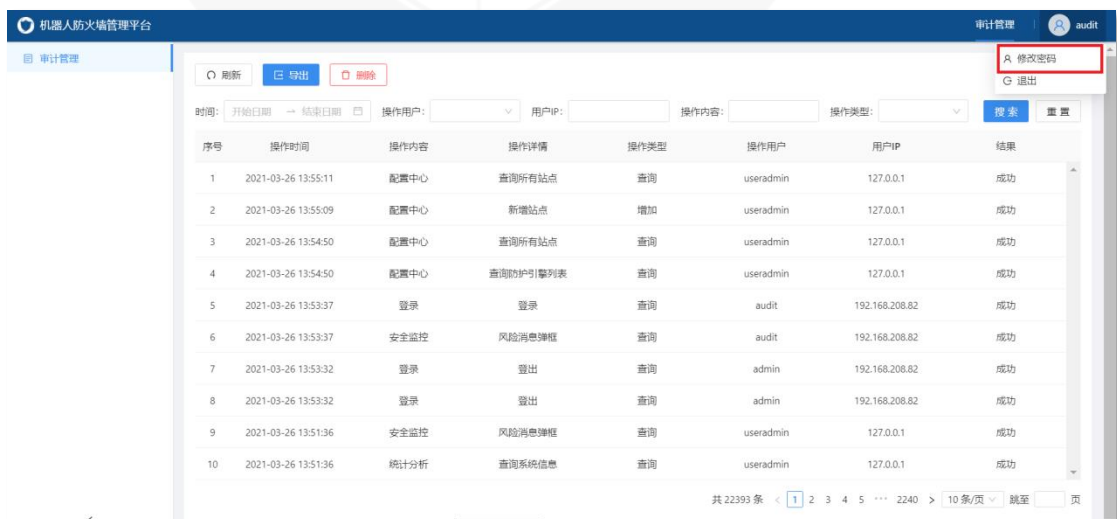 机器人防火墙管理平台 审计管理 audit
审计管理 修改密码
退出
刷新 导出 删除
时间: 开始日期 → 结束日期 操作用户: 用户IP: 操作内容: 操作类型: 搜索 重置
序号 操作时间 操作内容 操作详情 操作类型 操作用户 用户IP 结果
1 2021-03-26 13:55:11 配置中心 查询所有站点 查询 useradmin 127.0.0.1 成功
2 2021-03-26 13:55:09 配置中心 新增站点 增加 useradmin 127.0.0.1 成功
3 2021-03-26 13:54:50 配置中心 查询所有站点 查询 useradmin 127.0.0.1 成功
4 2021-03-26 13:54:50 配置中心 查询防护引擎列表 查询 useradmin 127.0.0.1 成功
5 2021-03-26 13:53:37 登录 登录 查询 audit 192.168.208.82 成功
6 2021-03-26 13:53:37 安全监控 风险消息弹框 查询 audit 192.168.208.82 成功
7 2021-03-26 13:53:32 登录 登出 查询 admin 192.168.208.82 成功
8 2021-03-26 13:53:32 登录 登出 查询 admin 192.168.208.82 成功
9 2021-03-26 13:51:36 安全监控 风险消息弹框 查询 useradmin 127.0.0.1 成功
10 2021-03-26 13:51:36 统计分析 查询系统信息 查询 useradmin 127.0.0.1 成功
共 22393 条 < 1 2 3 4 5 ··· 2240 > 10 条/页 跳至 页